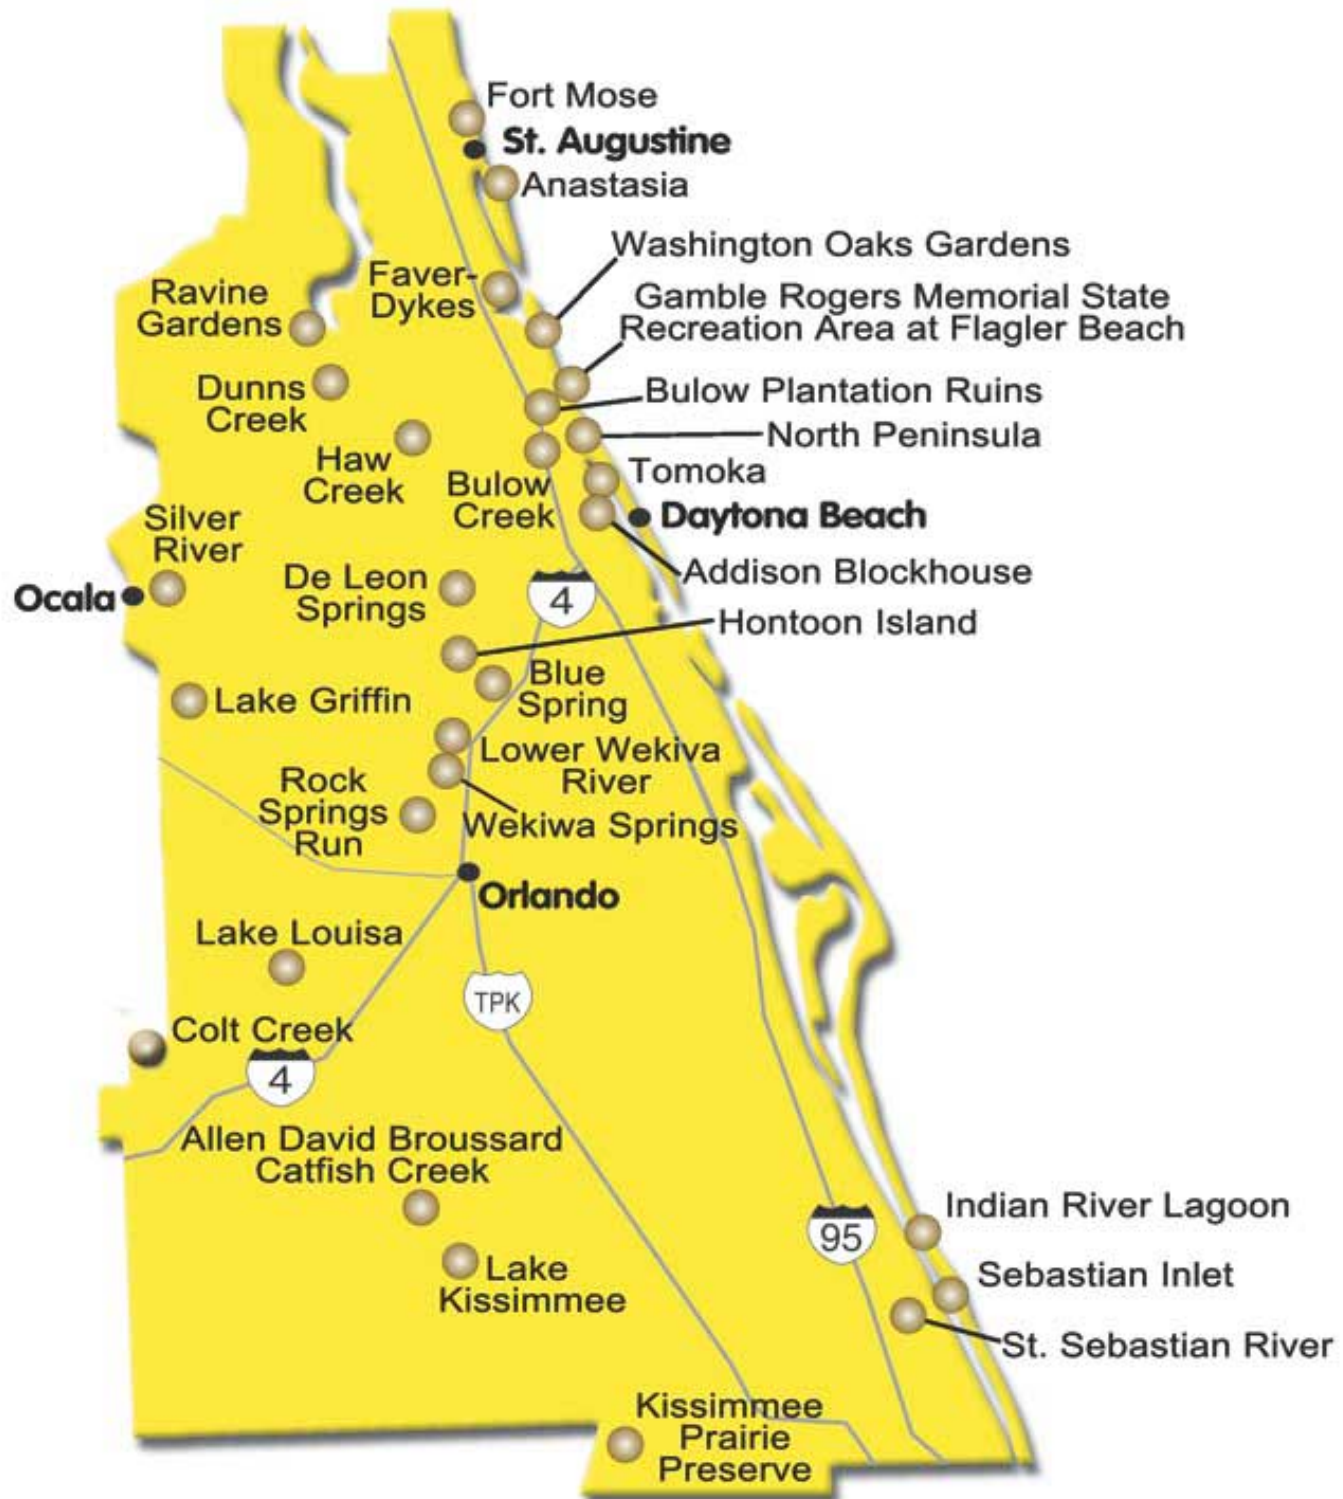 Fort Mose
St. Augustine
Anastasia
Washington Oaks Gardens
Faver-
Dykes
Gamble Rogers Memorial State
Recreation Area at Flagler Beach
Ravine
Gardens
Dunns
Creek
Bulow Plantation Ruins
North Peninsula
Haw
Creek
Bulow
Creek
Tomoka
Daytona Beach
Silver
River
Addison Blockhouse
Ocala
De Leon
Springs
4
Hontoon Island
Blue
Spring
Lake Griffin
Lower Wekiva
River
Rock
Springs
Run
Wekiwa Springs
Orlando
Lake Louisa
TPK
Colt Creek
4
Allen David Broussard
Catfish Creek
Indian River Lagoon
95
Lake
Kissimmee
Sebastian Inlet
St. Sebastian River
Kissimmee
Prairie
Preserve